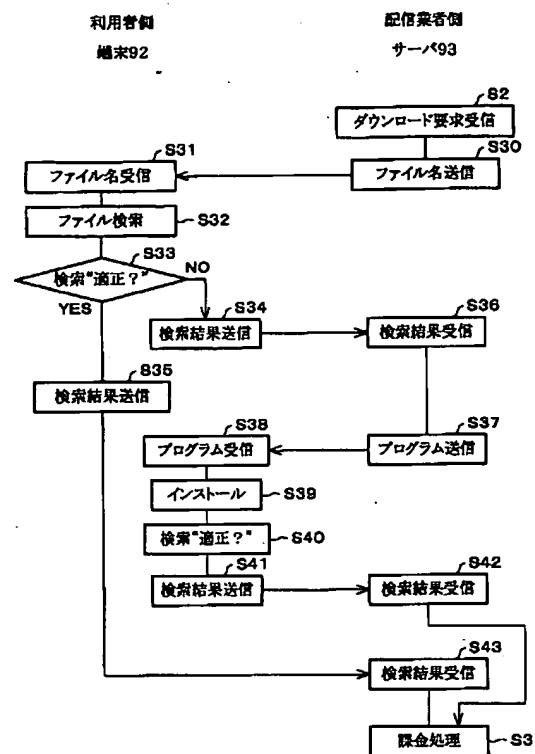 利用者側
端末92
配信業者側
サーバ93
S2
ダウンロード要求受信
S31
S30
ファイル名受信
ファイル名送信
ファイル検索
S32
S33
検索"適正?"
NO
YES
S34
検索結果送信
S36
検索結果受信
S35
検索結果送信
S38
プログラム受信
S37
プログラム送信
インストール
S39
検索"適正?"
S40
S41
検索結果送信
S42
検索結果受信
S43
検索結果受信
課金処理
S3